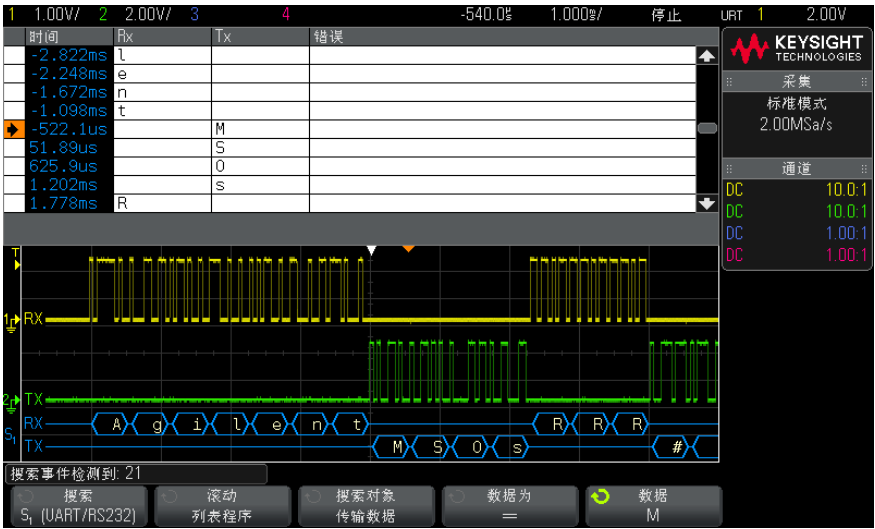 1 1.00V/ 2 2.00V/ 3 4 -540.0µs 1.000ms/ 停止 URT 1 2.00V
时间 Rx Tx 错误
-2.822ms l
-2.248ms e
-1.672ms n
-1.098ms t
-522.1us M
51.89us S
625.9us O
1.202ms s
1.778ms R
KEYSIGHT
TECHNOLOGIES
采集
标准模式
2.00MSa/s
通道
DC 10.0:1
DC 10.0:1
DC 1.00:1
DC 1.00:1
T
1 RX
2 TX
S1 RX A g i l e n t R R R
TX M S O s #
搜索事件检测到: 21
搜索 滚动 搜索对象 数据为 数据
S1 (UART/RS232) 列表程序 传输数据 = M